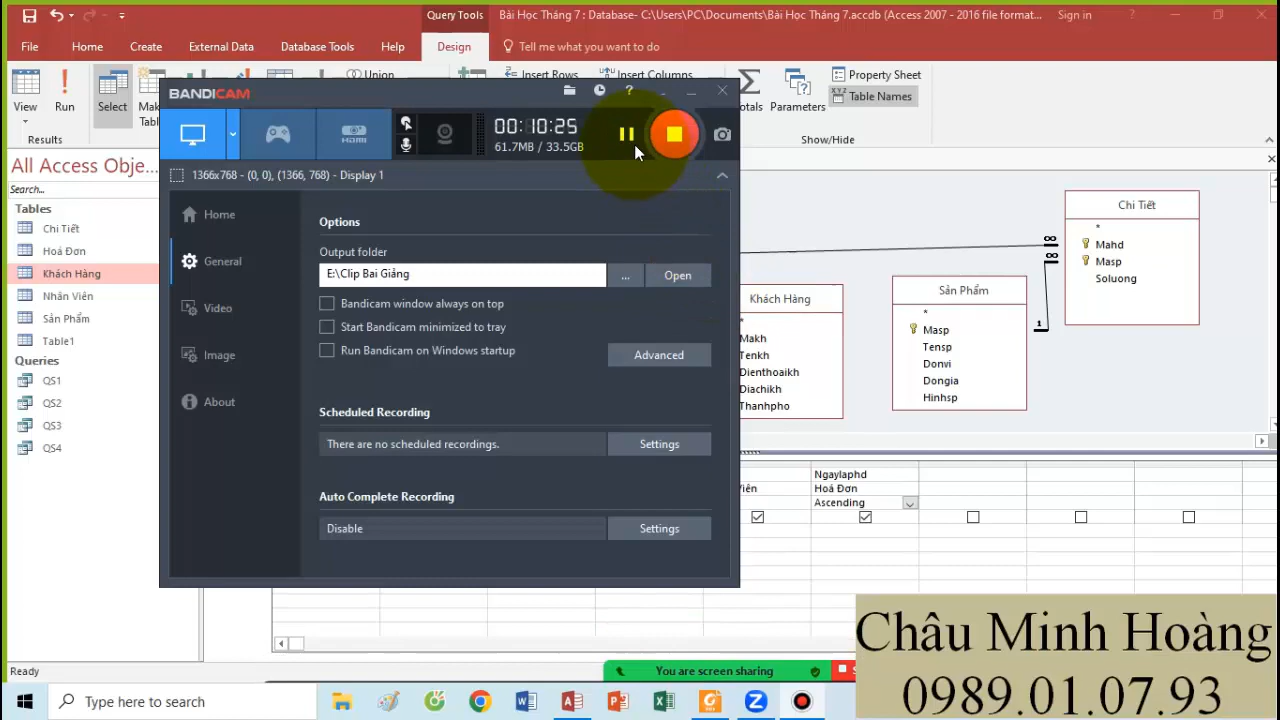 Query Tools
Bài Học Tháng 7 : Database- C:\Users\PC\Documents\Bài Học Tháng 7.accdb (Access 2007 - 2016 file format...
Sign in
?
File
Home
Create
External Data
Database Tools
Help
Design
Tell me what you want to do
View
Run
Select
Union
Insert Rows
Insert Columns
Parameters
Property Sheet
Table Names
Results
Show/Hide
BANDICAM
?
HDMI
00:10:25
61.7MB / 33.5GB
1366x768 - (0, 0), (1366, 768) - Display 1
Home
General
Video
Image
About
Options
Output folder
E:\Clip Bai Giảng
...
Open
Bandicam window always on top
Start Bandicam minimized to tray
Run Bandicam on Windows startup
Advanced
Scheduled Recording
There are no scheduled recordings.
Settings
Auto Complete Recording
Disable
Settings
All Access Obje...
Search...
Tables
Chi Tiết
Hoá Đơn
Khách Hàng
Nhân Viên
Sản Phẩm
Table1
Queries
QS1
QS2
QS3
QS4
Khách Hàng
*
Makh
Tenkh
Dienthoaikh
Diachikh
Thanhpho
Sản Phẩm
*
Masp
Tensp
Donvi
Dongia
Hinhsp
1
Chi Tiết
*
Mahd
Masp
Soluong
∞
∞
Ngaylaphd
Hoá Đơn
Ascending
Ready
You are screen sharing
Type here to search
Châu Minh Hoàng
0989.01.07.93